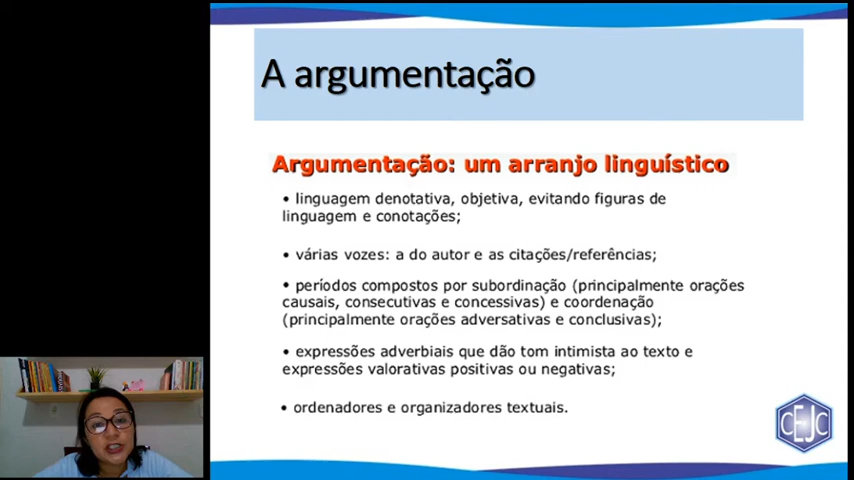 A argumentação
Argumentação: um arranjo linguístico
• linguagem denotativa, objetiva, evitando figuras de
linguagem e conotações;
• várias vozes: a do autor e as citações/referências;
• períodos compostos por subordinação (principalmente orações
causais, consecutivas e concessivas) e coordenação
(principalmente orações adversativas e conclusivas);
• expressões adverbiais que dão tom intimista ao texto e
expressões valorativas positivas ou negativas;
• ordenadores e organizadores textuais.
CEJC